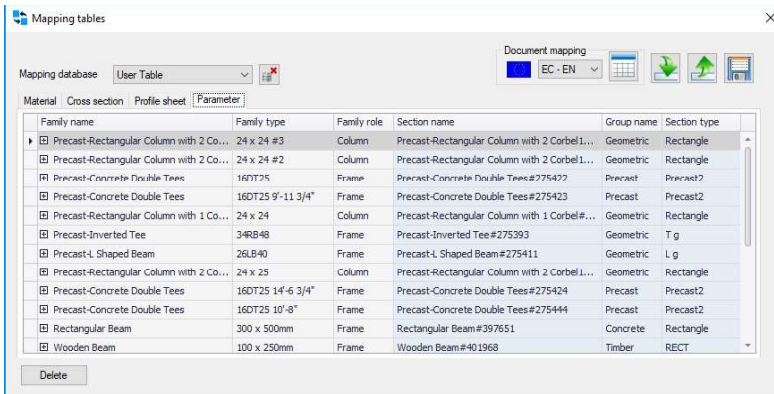 Mapping tables
Document mapping
Mapping database User Table EC - EN
Material Cross section Profile sheet Parameter
Family name Family type Family role Section name Group name Section type
Precast-Rectangular Column with 2 Co... 24 x 24 #3 Column Precast-Rectangular Column with 2 Corbel1... Geometric Rectangle
Precast-Rectangular Column with 2 Co... 24 x 24 #2 Column Precast-Rectangular Column with 2 Corbel1... Geometric Rectangle
Precast-Concrete Double Tees 16DT25 Frame Precast-Concrete Double Tees#275422 Precast Precast2
Precast-Concrete Double Tees 16DT25 9'-11 3/4" Frame Precast-Concrete Double Tees#275423 Precast Precast2
Precast-Rectangular Column with 1 Co... 24 x 24 Column Precast-Rectangular Column with 1 Corbel#... Geometric Rectangle
Precast-Inverted Tee 34RB48 Frame Precast-Inverted Tee#275393 Geometric T g
Precast-L Shaped Beam 26LB40 Frame Precast-L Shaped Beam#275411 Geometric L g
Precast-Rectangular Column with 2 Co... 24 x 25 Column Precast-Rectangular Column with 2 Corbel1... Geometric Rectangle
Precast-Concrete Double Tees 16DT25 14'-6 3/4" Frame Precast-Concrete Double Tees#275424 Precast Precast2
Precast-Concrete Double Tees 16DT25 10'-8" Frame Precast-Concrete Double Tees#275444 Precast Precast2
Rectangular Beam 300 x 500mm Frame Rectangular Beam#397651 Concrete Rectangle
Wooden Beam 100 x 250mm Frame Wooden Beam#401968 Timber RECT
Delete